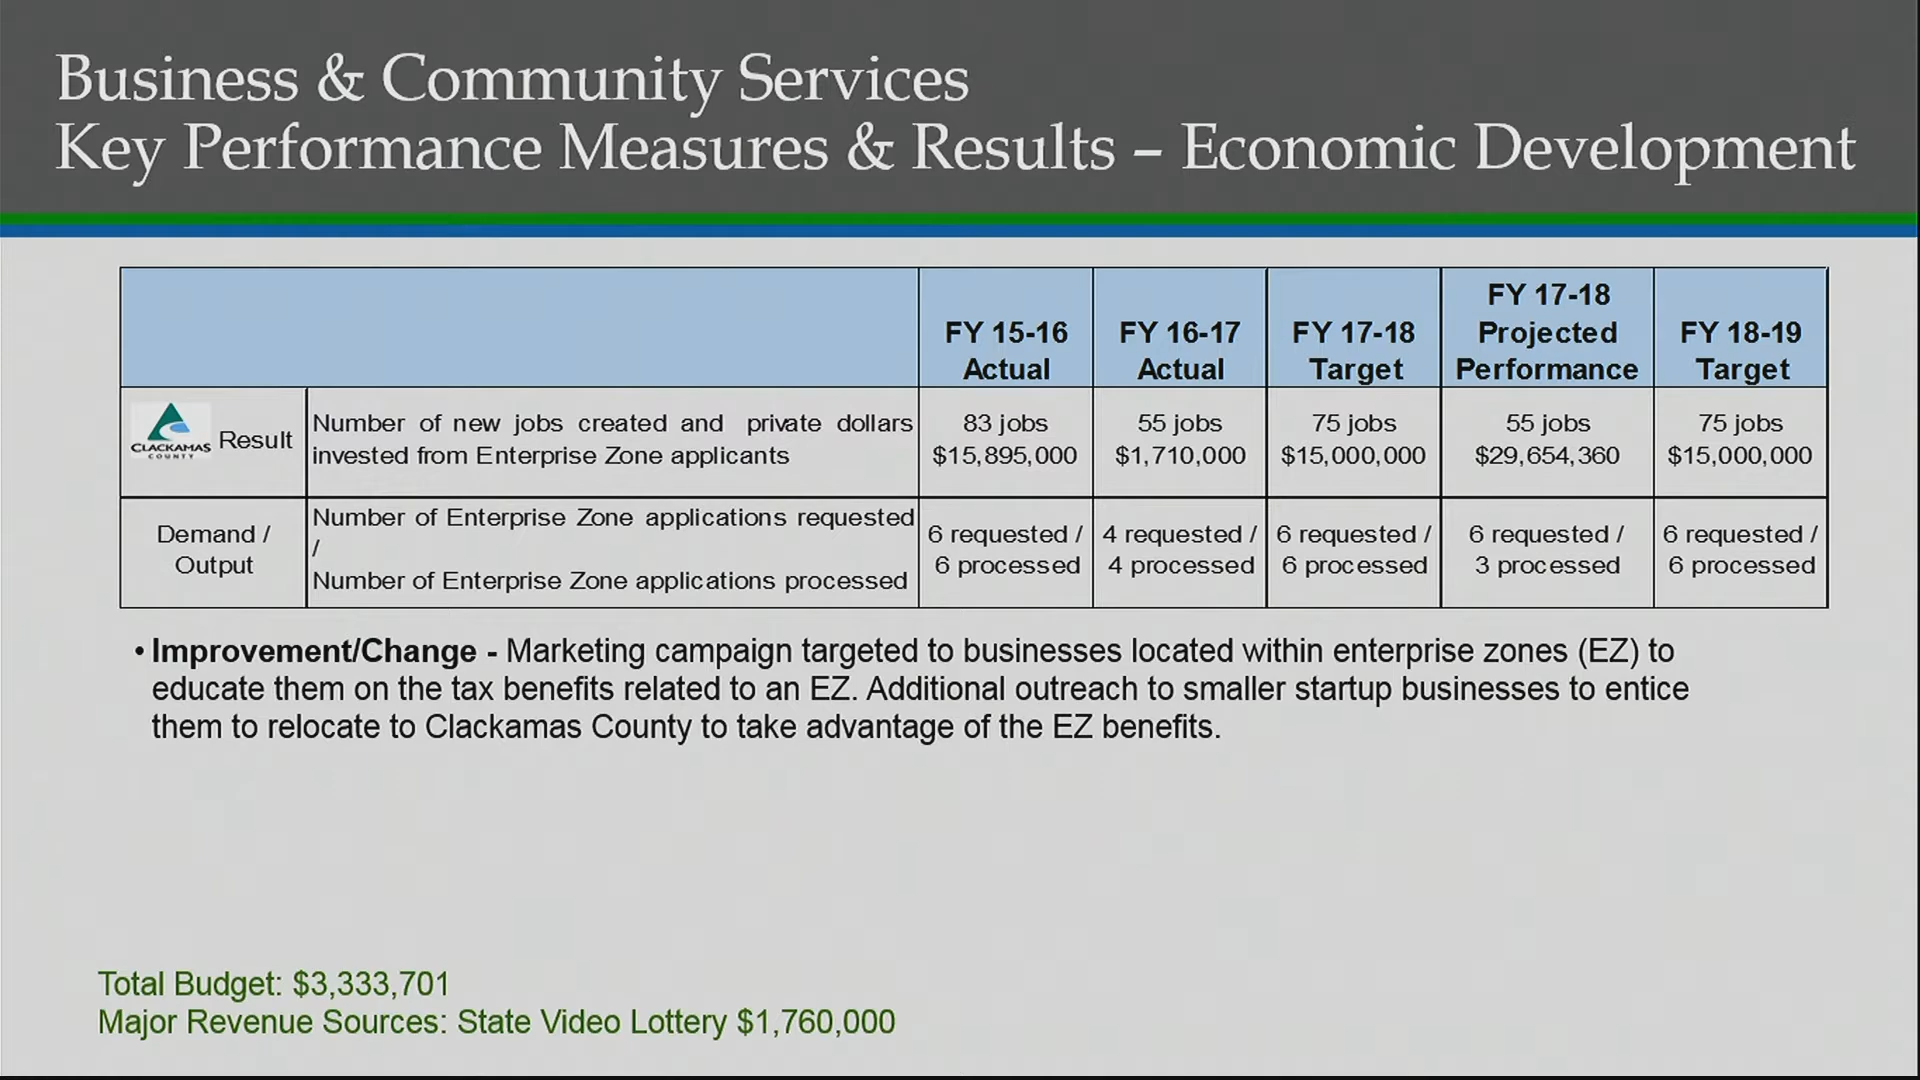 Business & Community Services
Key Performance Measures & Results – Economic Development
FY 15-16 Actual
FY 16-17 Actual
FY 17-18 Target
FY 17-18 Projected Performance
FY 18-19 Target
CLACKAMAS
COUNTY
Result
Number of new jobs created and private dollars
invested from Enterprise Zone applicants
83 jobs
$15,895,000
55 jobs
$1,710,000
75 jobs
$15,000,000
55 jobs
$29,654,360
75 jobs
$15,000,000
Demand /
Output
Number of Enterprise Zone applications requested
/
Number of Enterprise Zone applications processed
6 requested /
6 processed
4 requested /
4 processed
6 requested /
6 processed
6 requested /
3 processed
6 requested /
6 processed
• Improvement/Change - Marketing campaign targeted to businesses located within enterprise zones (EZ) to
educate them on the tax benefits related to an EZ. Additional outreach to smaller startup businesses to entice
them to relocate to Clackamas County to take advantage of the EZ benefits.
Total Budget: $3,333,701
Major Revenue Sources: State Video Lottery $1,760,000